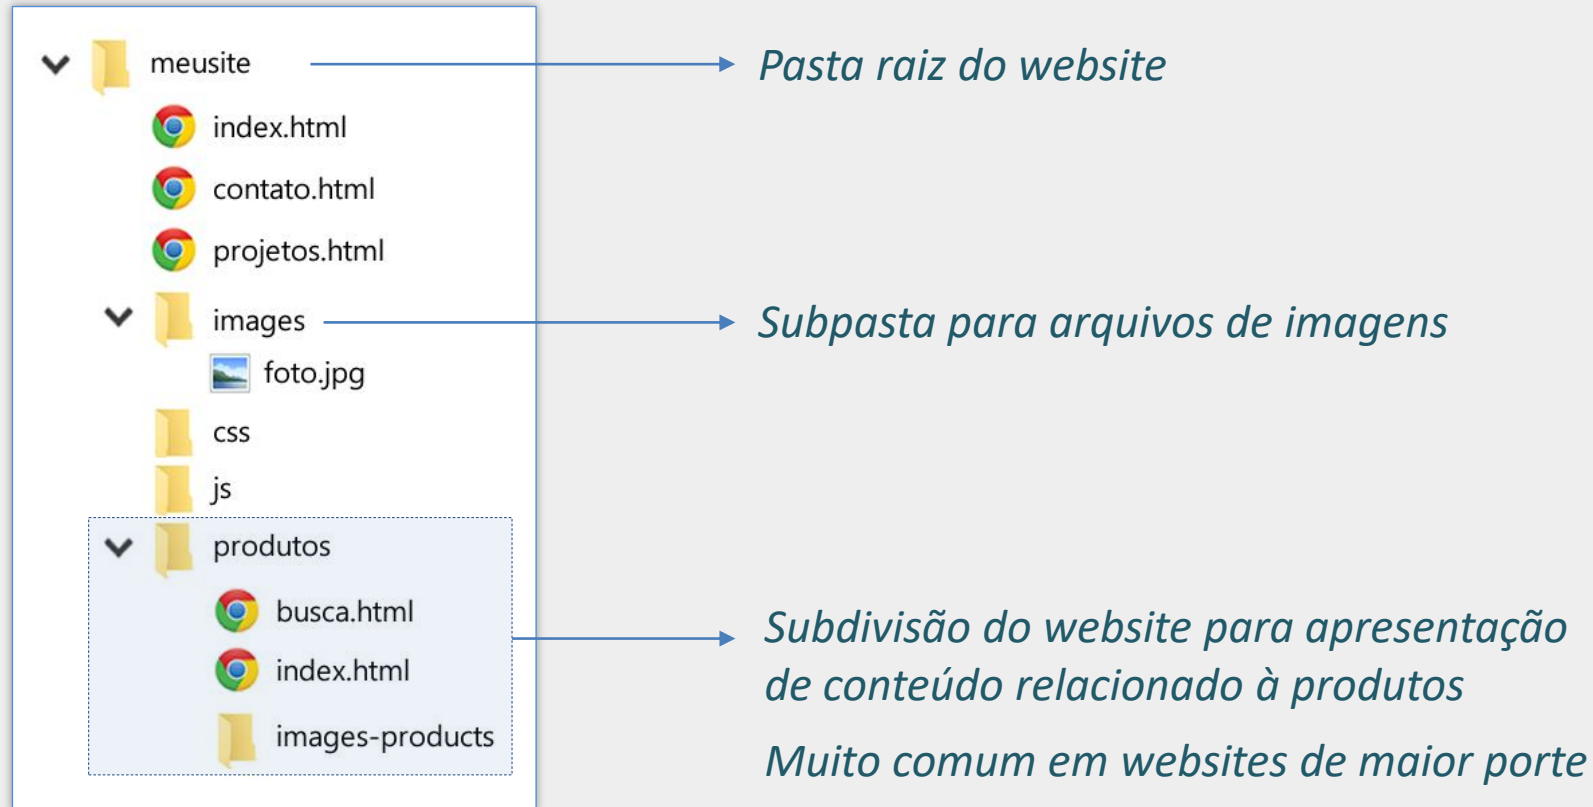 meusite
Pasta raiz do website
index.html
contato.html
projetos.html
images
Subpasta para arquivos de imagens
foto.jpg
css
js
produtos
busca.html
index.html
images-products
Subdivisão do website para apresentação
de conteúdo relacionado à produtos
Muito comum em websites de maior porte